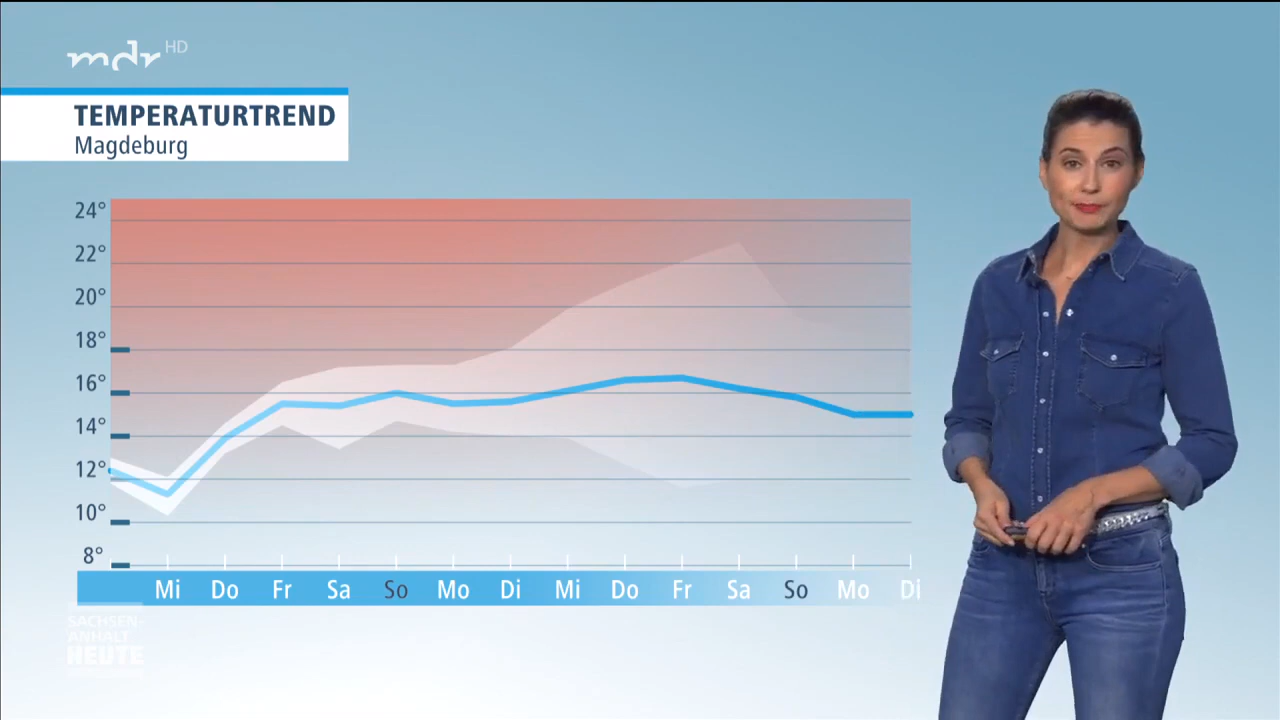 mdr HD
TEMPERATURTREND
Magdeburg
24°
22°
20°
18°
16°
14°
12°
10°
8°
Mi Do Fr Sa So Mo Di Mi Do Fr Sa So Mo Di
SACHSEN-
ANHALT
HEUTE